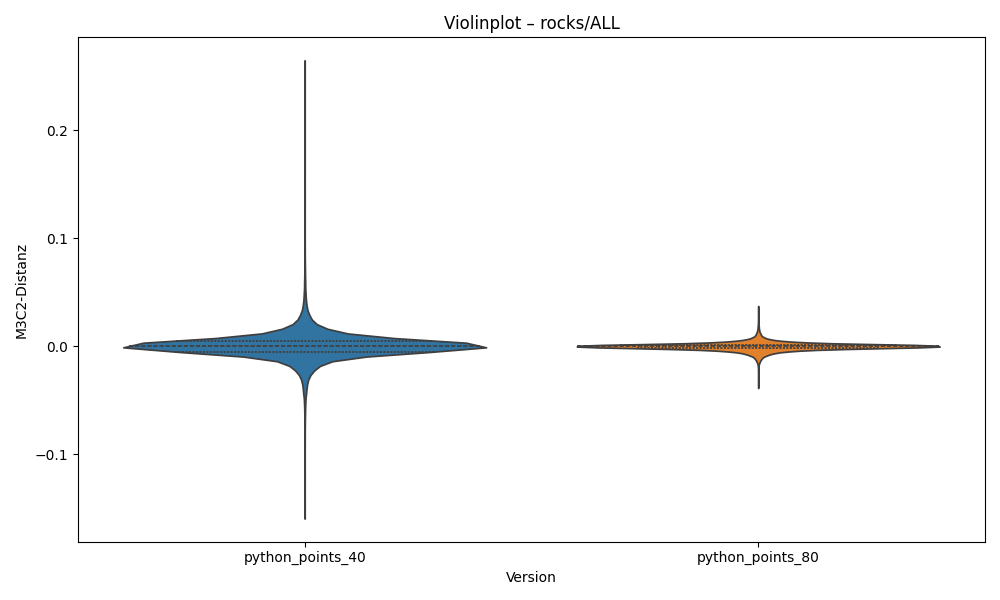 Violinplot – rocks/ALL
M3C2-Distanz
0.2
0.1
0.0
−0.1
python_points_40
python_points_80
Version